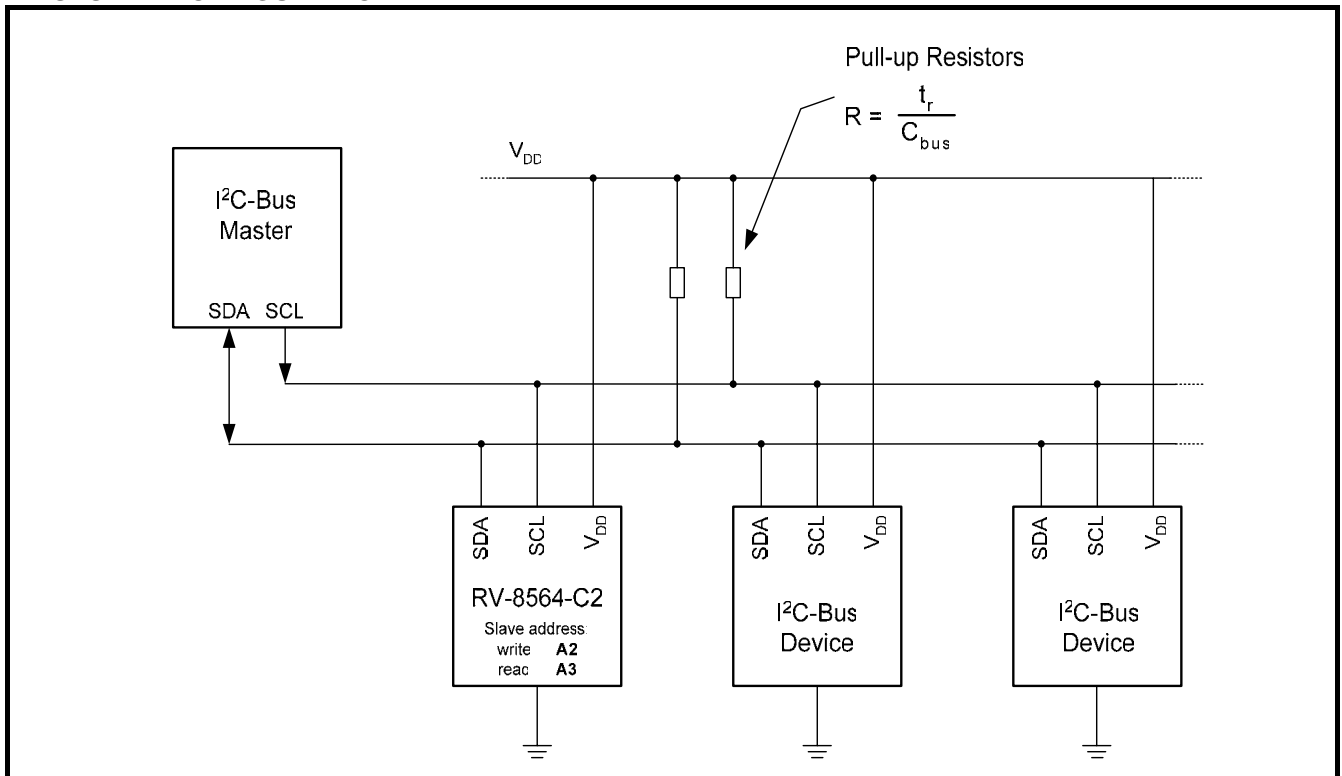 Pull-up Resistors
R = t_r / C_bus
V_DD
I²C-Bus
Master
SDA SCL
SDA SCL V_DD
RV-8564-C2
Slave address
write A2
read A3
SDA SCL V_DD
I²C-Bus
Device
SDA SCL V_DD
I²C-Bus
Device